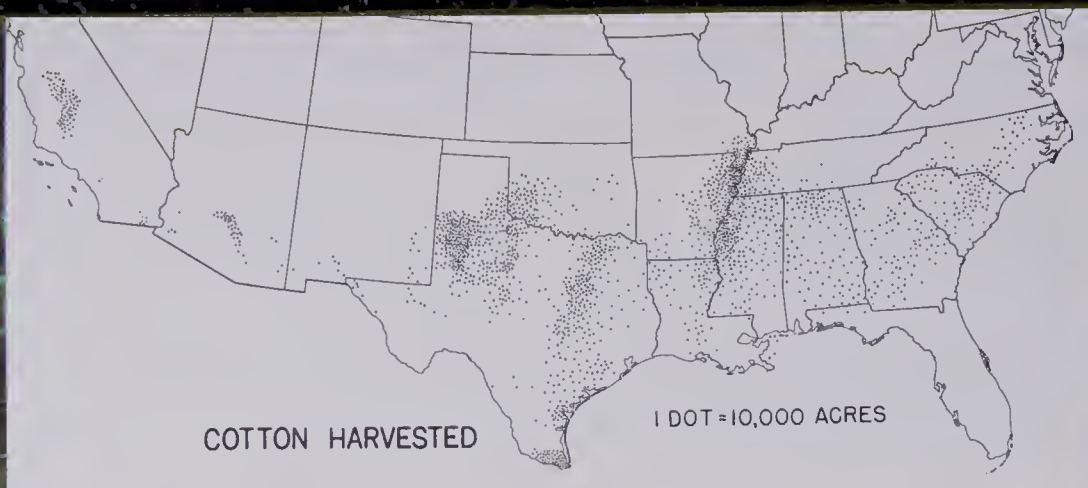 COTTON HARVESTED
1 DOT = 10,000 ACRES